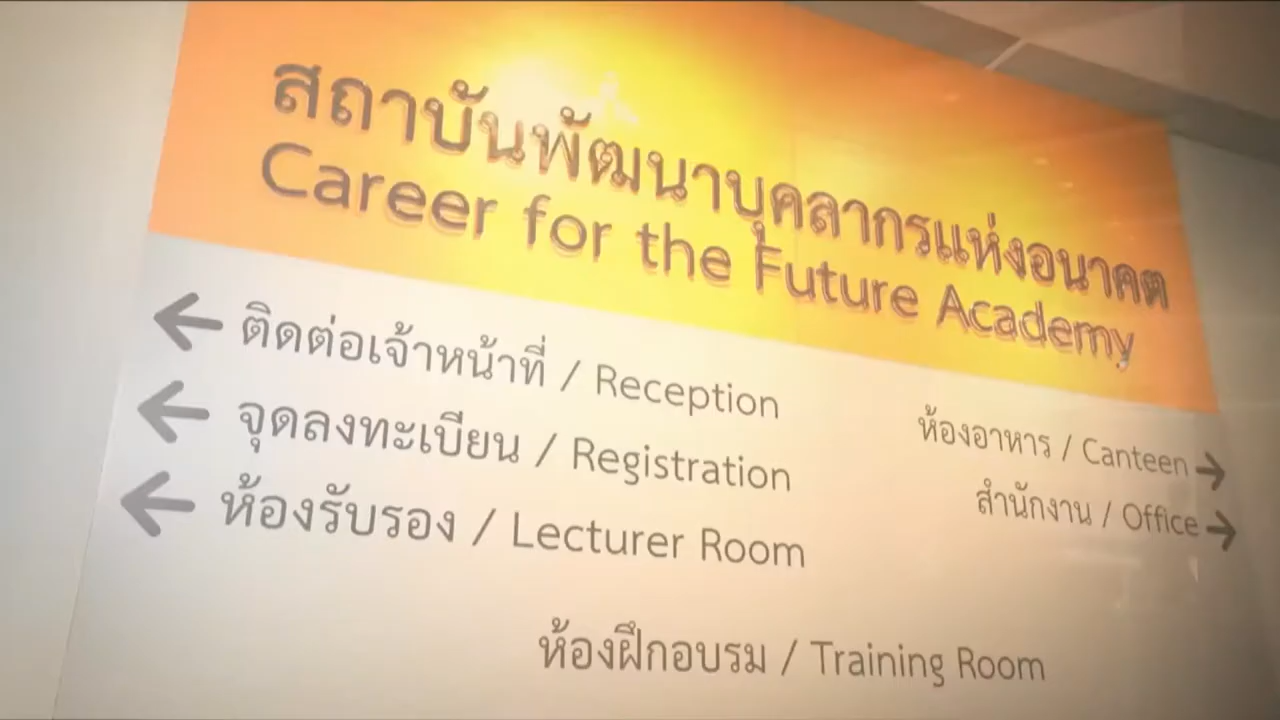 สถาบันพัฒนาบุคลากรแห่งอนาคต
Career for the Future Academy
← ติดต่อเจ้าหน้าที่ / Reception
← จุดลงทะเบียน / Registration
← ห้องรับรอง / Lecturer Room
ห้องอาหาร / Canteen →
สำนักงาน / Office →
ห้องฝึกอบรม / Training Room